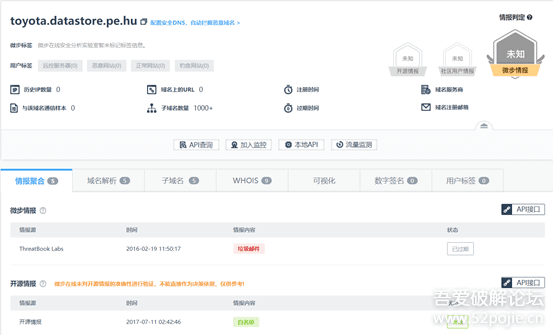 toyota.datastore.pe.hu 配置安全DNS，自动拦截恶意域名 >
情报判定
微步标签 微步在线安全分析实验室暂未标记标签信息。
用户标签 远控服务器(0) 恶意网站(0) 正常网站(0) 钓鱼网站(0)
未知 未知 未知
开源情报 社区用户情报 微步情报
历史IP数量 0 域名上的URL 0 注册时间 域名服务商
与该域名通信样本 0 子域名数量 1000+ 过期时间 域名注册邮箱
API查询 加入监控 本地API 流量监测
情报聚合 5 域名解析 5 子域名 5 WHOIS 0 可视化 数字签名 0 用户标签 0
微步情报 API接口
情报源 时间 情报内容 状态
ThreatBook Labs 2016-02-19 11:50:17 垃圾邮件 已过期
开源情报 微步在线未对开源情报的准确性进行验证，不能直接作为决策依据，仅供参考！ API接口
情报源 时间 情报内容 状态
开源情报 2017-07-11 02:42:46 白名单
吾爱破解论坛
www.52pojie.cn